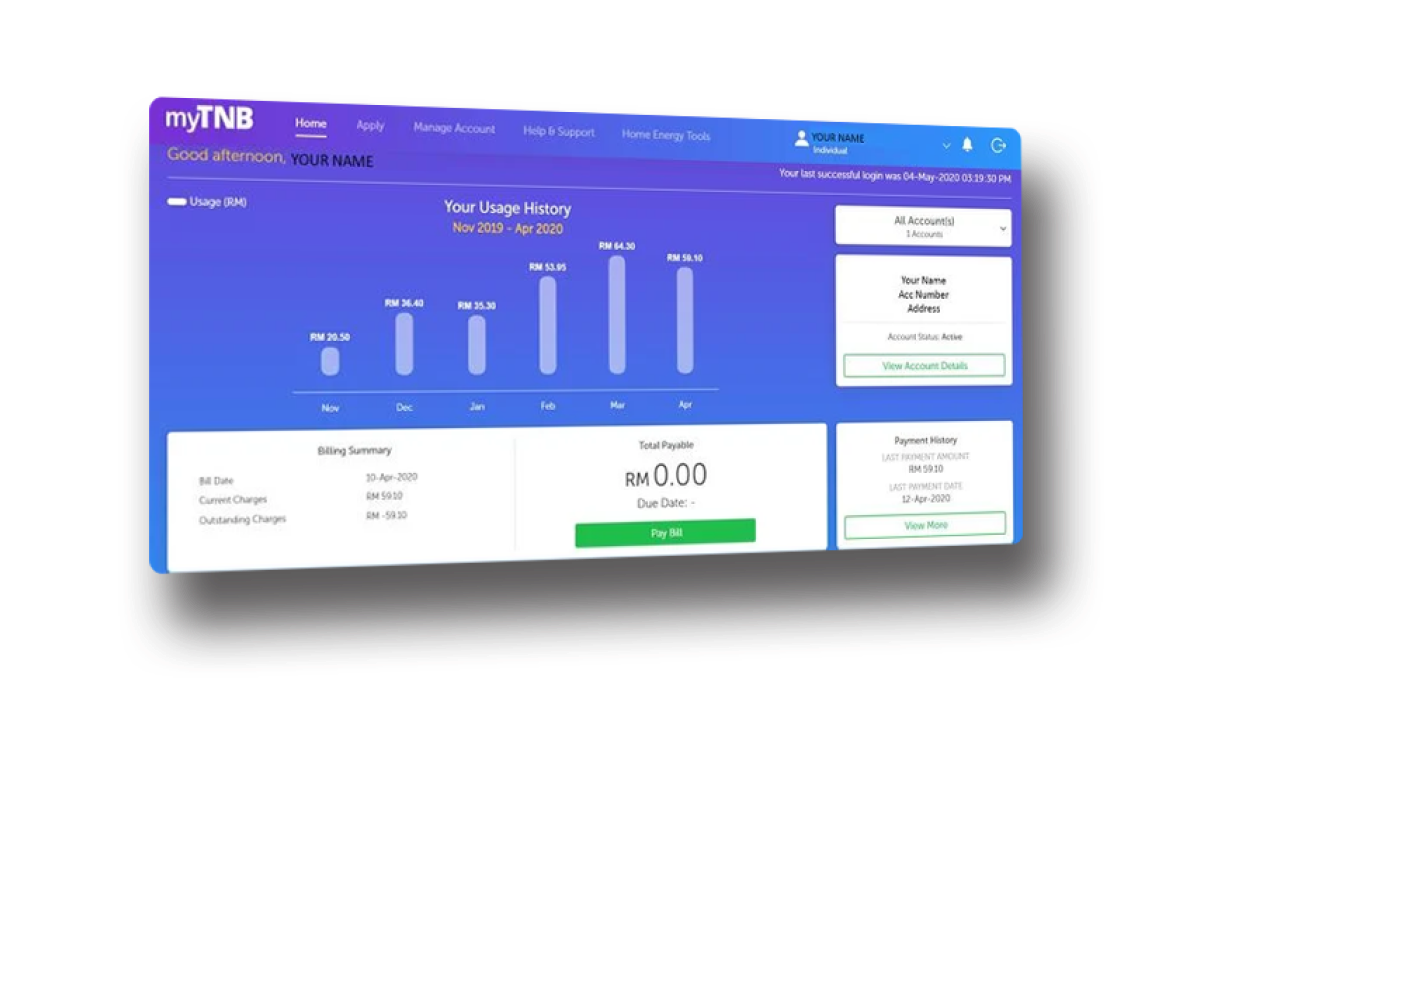 myTNB
Home
Apply
Manage Account
Help & Support
Home Energy Tools
YOUR NAME
Individual
Good afternoon, YOUR NAME
Your last successful login was 04-May-2020 03:19:30 PM
Usage (RM)
Your Usage History
Nov 2019 - Apr 2020
RM 20.50
RM 36.40
RM 35.30
RM 53.95
RM 64.30
RM 59.10
Nov
Dec
Jan
Feb
Mar
Apr
All Account(s)
1 Accounts
Your Name
Acc Number
Address
Account Status: Active
View Account Details
Billing Summary
Bill Date 10-Apr-2020
Current Charges RM 59.10
Outstanding Charges RM -59.10
Total Payable
RM 0.00
Due Date: -
Pay Bill
Payment History
LAST PAYMENT AMOUNT
RM 59.10
LAST PAYMENT DATE
12-Apr-2020
View More